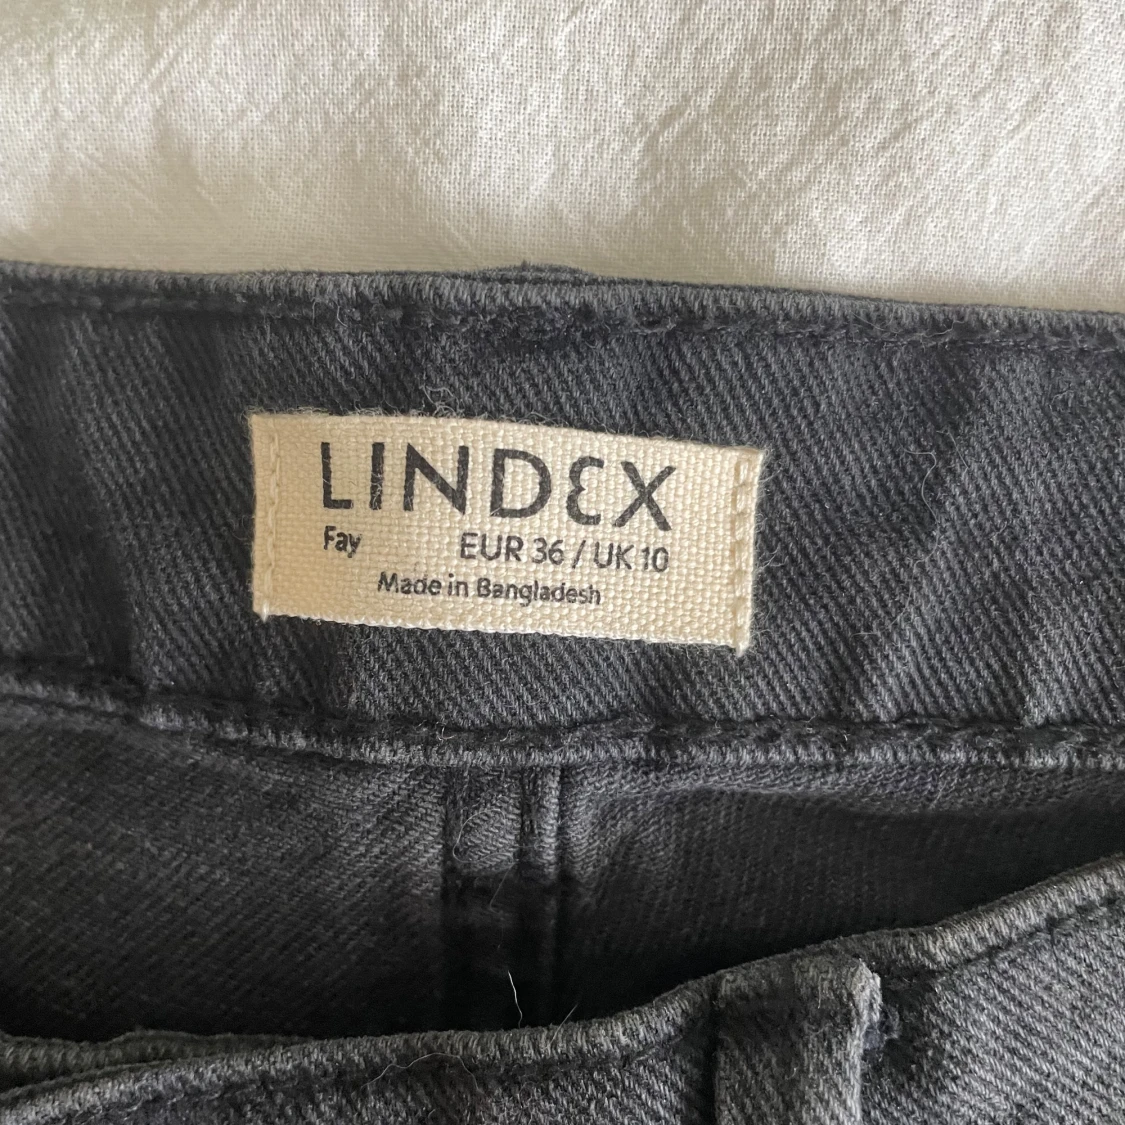 LINDEX
Fay EUR 36 / UK 10
Made in Bangladesh